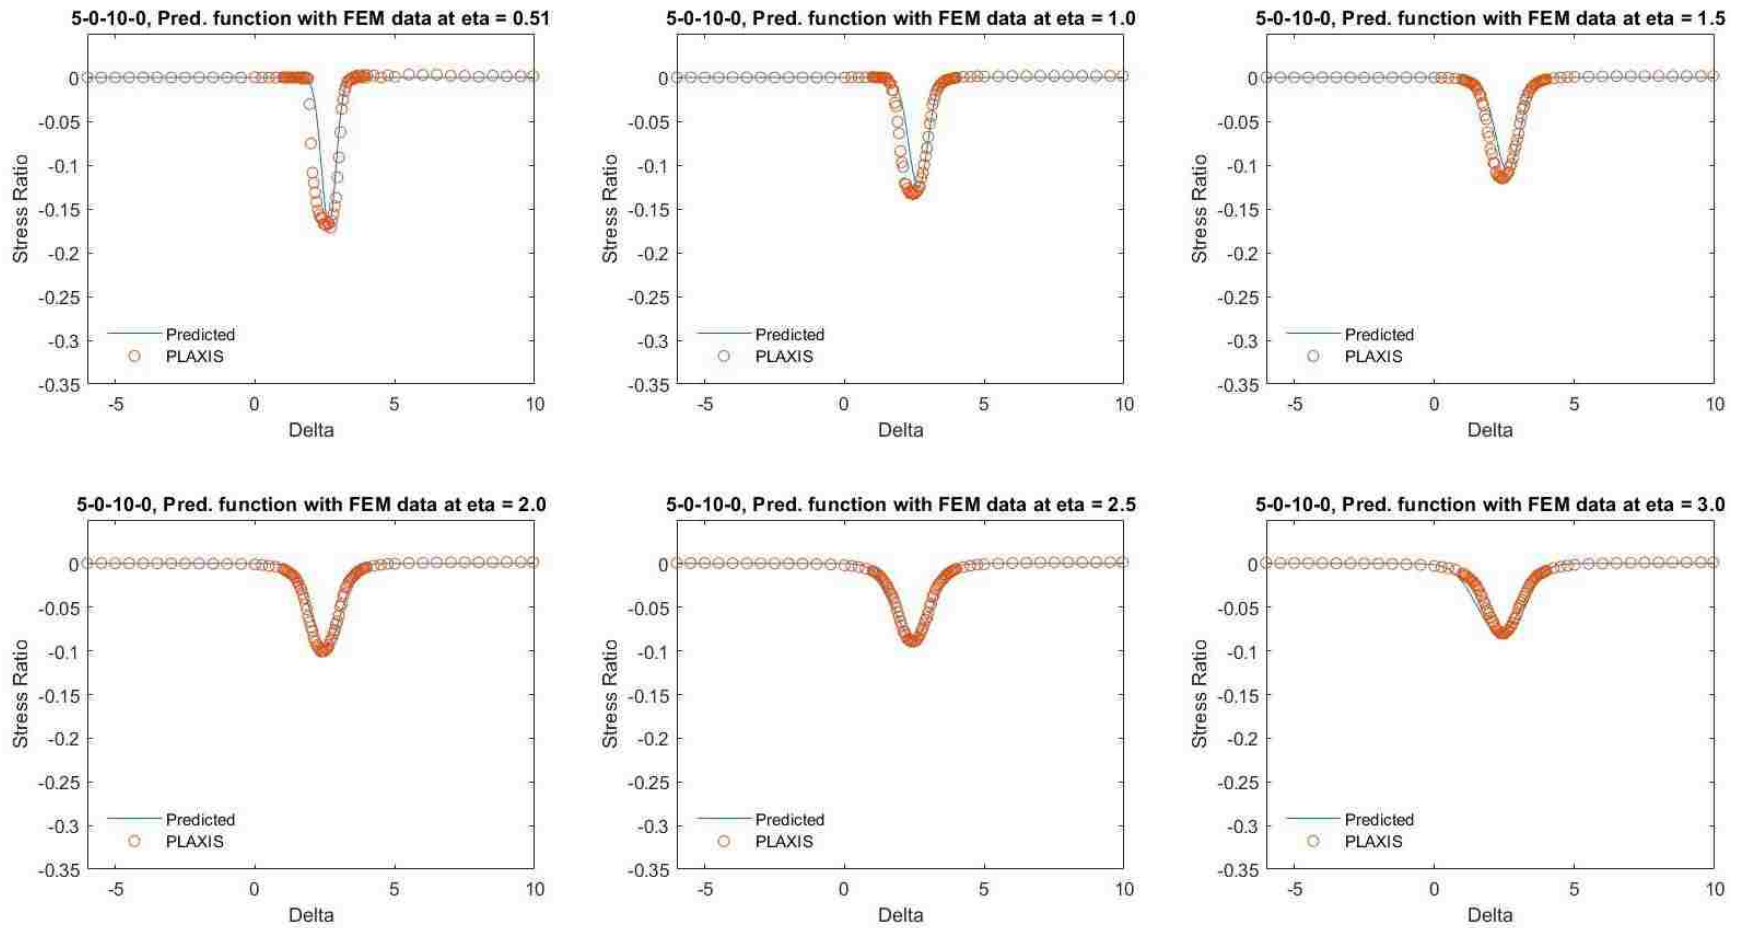 5-0-10-0, Pred. function with FEM data at eta = 0.51
0
-0.05
-0.1
-0.15
-0.2
-0.25
-0.3
-0.35
Stress Ratio
Predicted
PLAXIS
-5
0
5
10
Delta
5-0-10-0, Pred. function with FEM data at eta = 1.0
0
-0.05
-0.1
-0.15
-0.2
-0.25
-0.3
-0.35
Stress Ratio
Predicted
PLAXIS
-5
0
5
10
Delta
5-0-10-0, Pred. function with FEM data at eta = 1.5
0
-0.05
-0.1
-0.15
-0.2
-0.25
-0.3
-0.35
Stress Ratio
Predicted
PLAXIS
-5
0
5
10
Delta
5-0-10-0, Pred. function with FEM data at eta = 2.0
0
-0.05
-0.1
-0.15
-0.2
-0.25
-0.3
-0.35
Stress Ratio
Predicted
PLAXIS
-5
0
5
10
Delta
5-0-10-0, Pred. function with FEM data at eta = 2.5
0
-0.05
-0.1
-0.15
-0.2
-0.25
-0.3
-0.35
Stress Ratio
Predicted
PLAXIS
-5
0
5
10
Delta
5-0-10-0, Pred. function with FEM data at eta = 3.0
0
-0.05
-0.1
-0.15
-0.2
-0.25
-0.3
-0.35
Stress Ratio
Predicted
PLAXIS
-5
0
5
10
Delta